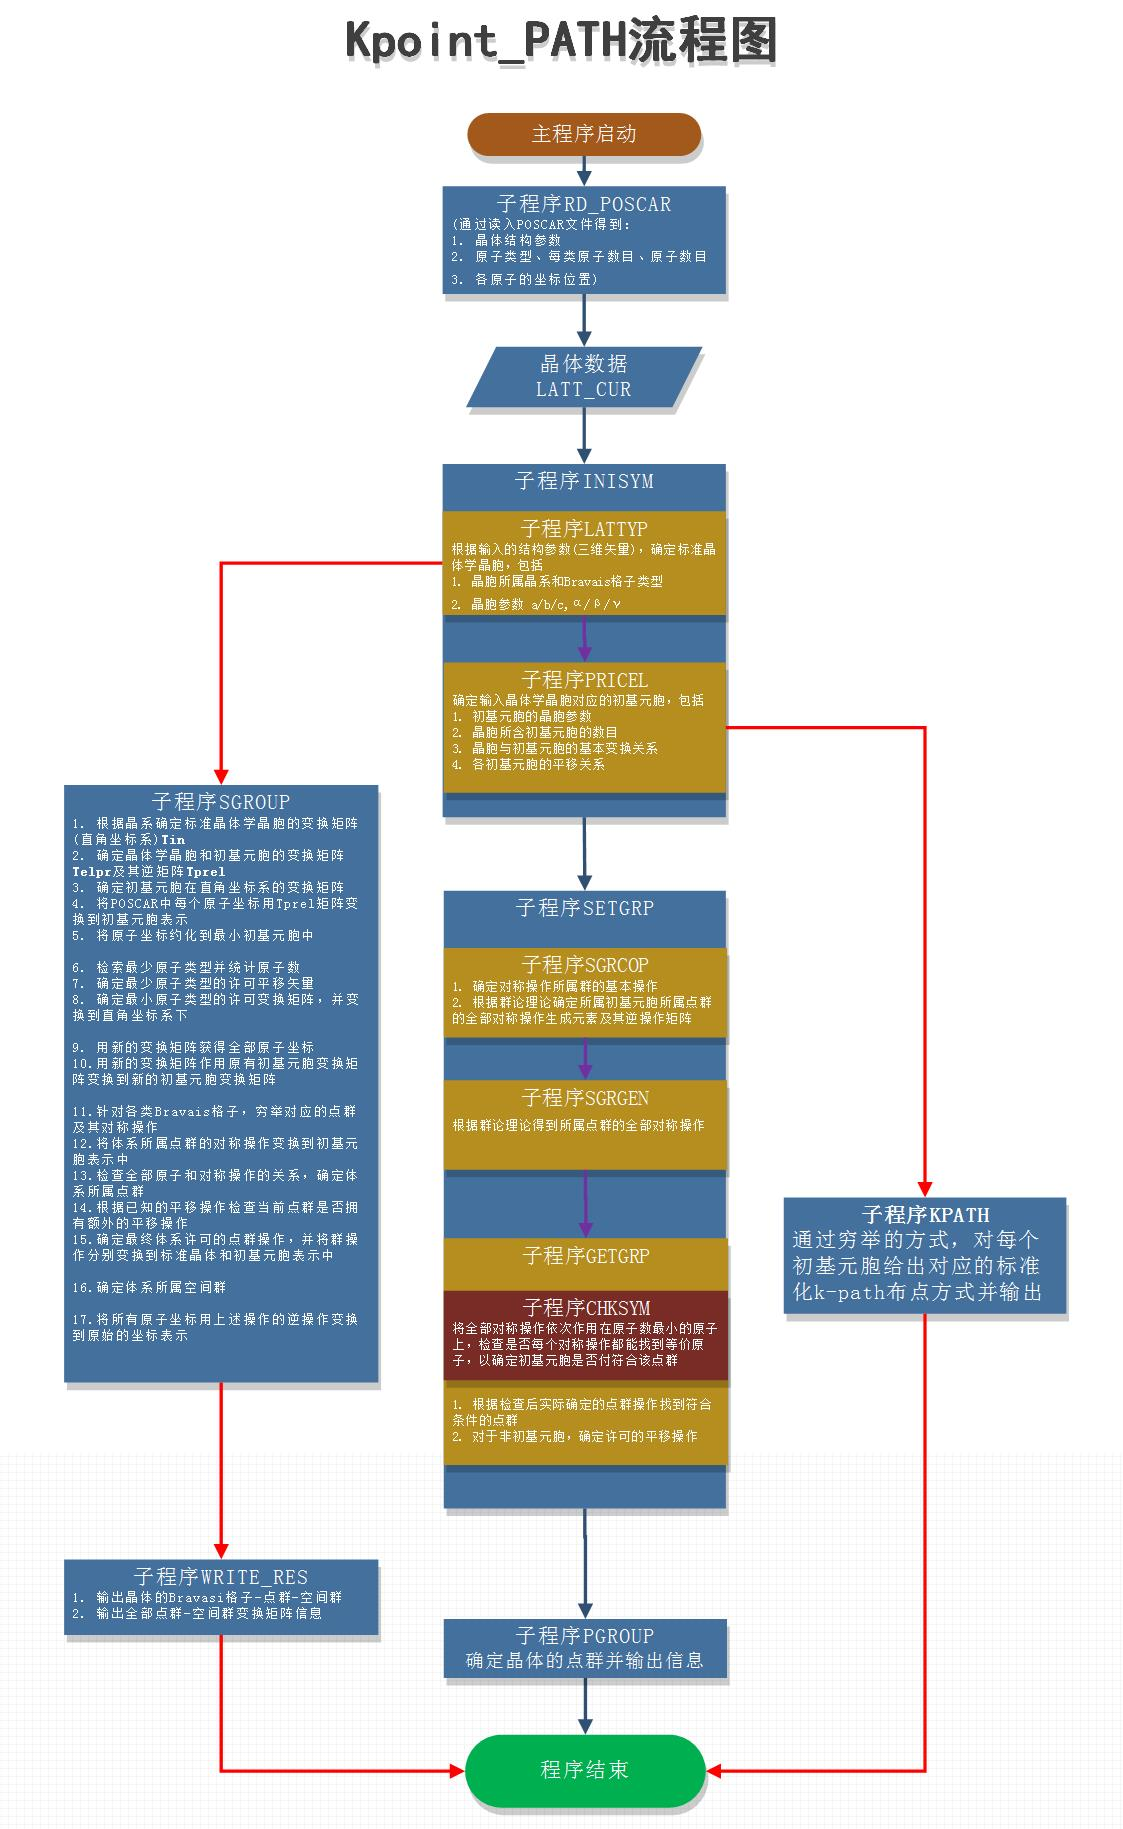 Kpoint_PATH流程图
主程序启动
子程序RD_POSCAR
(通过读入POSCAR文件得到:
1. 晶体结构参数
2. 原子类型、每类原子数目、原子数目
3. 各原子的坐标位置)
晶体数据
LATT_CUR
子程序INISYM
子程序LATTYP
根据输入的结构参数(三维矢量), 确定标准晶
体学晶胞, 包括
1. 晶胞所属晶系和Bravais格子类型
2. 晶胞参数 a/b/c, α/β/γ
子程序PRICEL
确定输入晶体学晶胞对应的初基元胞, 包括
1. 初基元胞的晶胞参数
2. 晶胞所含初基元胞的数目
3. 晶胞与初基元胞的基本变换关系
4. 各初基元胞的平移关系
子程序SGROUP
1. 根据晶系确定标准晶体学晶胞的变换矩阵
(直角坐标系)Tin
2. 确定晶体学晶胞和初基元胞的变换矩阵
Telpr及其逆矩阵Tprel
3. 确定初基元胞在直角坐标系的变换矩阵
4. 将POSCAR中每个原子坐标用Tprel矩阵变
换到初基元胞表示
5. 将原子坐标约化到最小初基元胞中
6. 检索最少原子类型并统计原子数
7. 确定最少原子类型的许可平移矢量
8. 确定最小原子类型的许可变换矩阵, 并变
换到直角坐标系下
9. 用新的变换矩阵获得全部原子坐标
10.用新的变换矩阵作用原有初基元胞变换矩
阵变换到新的初基元胞变换矩阵
11.针对各类Bravais格子, 穷举对应的点群
及其对称操作
12.将体系所属点群的对称操作变换到初基元
胞表示中
13.检查全部原子和对称操作的关系, 确定体
系所属点群
14.根据已知的平移操作检查当前点群是否拥
有额外的平移操作
15.确定最终体系许可的点群操作, 并将群操
作分别变换到标准晶体和初基元胞表示中
16.确定体系所属空间群
17.将所有原子坐标用上述操作的逆操作变换
到原始的坐标表示
子程序SETGRP
子程序SGRCOP
1. 确定对称操作所属群的基本操作
2. 根据群论理论确定所属初基元胞所属点群
的全部对称操作生成元素及其逆操作矩阵
子程序SGRGEN
根据群论理论得到所属点群的全部对称操作
子程序GETGRP
子程序CHKSYM
将全部对称操作依次作用在原子数最小的原子
上, 检查是否每个对称操作都能找到等价原
子, 以确定初基元胞是否付符合该点群
1. 根据检查后实际确定的点群操作找到符合
条件的点群
2. 对于非初基元胞, 确定许可的平移操作
子程序KPATH
通过穷举的方式, 对每个
初基元胞给出对应的标准
化k-path布点方式并输出
子程序WRITE_RES
1. 输出晶体的Bravasi格子-点群-空间群
2. 输出全部点群-空间群变换矩阵信息
子程序PGROUP
确定晶体的点群并输出信息
程序结束